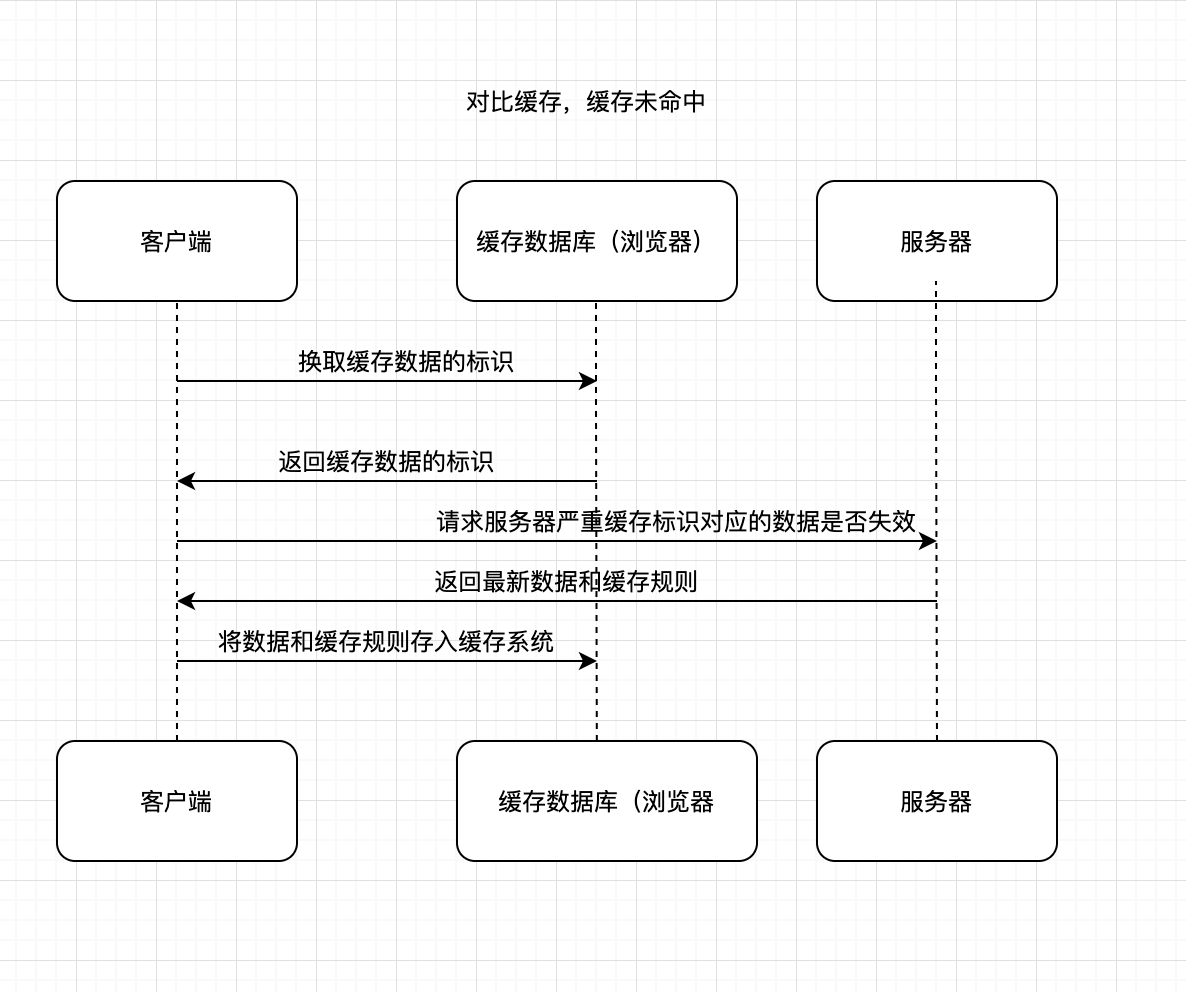 对比缓存，缓存未命中
客户端
缓存数据库（浏览器）
服务器
换取缓存数据的标识
返回缓存数据的标识
请求服务器严重缓存标识对应的数据是否失效
返回最新数据和缓存规则
将数据和缓存规则存入缓存系统
客户端
缓存数据库（浏览器
服务器